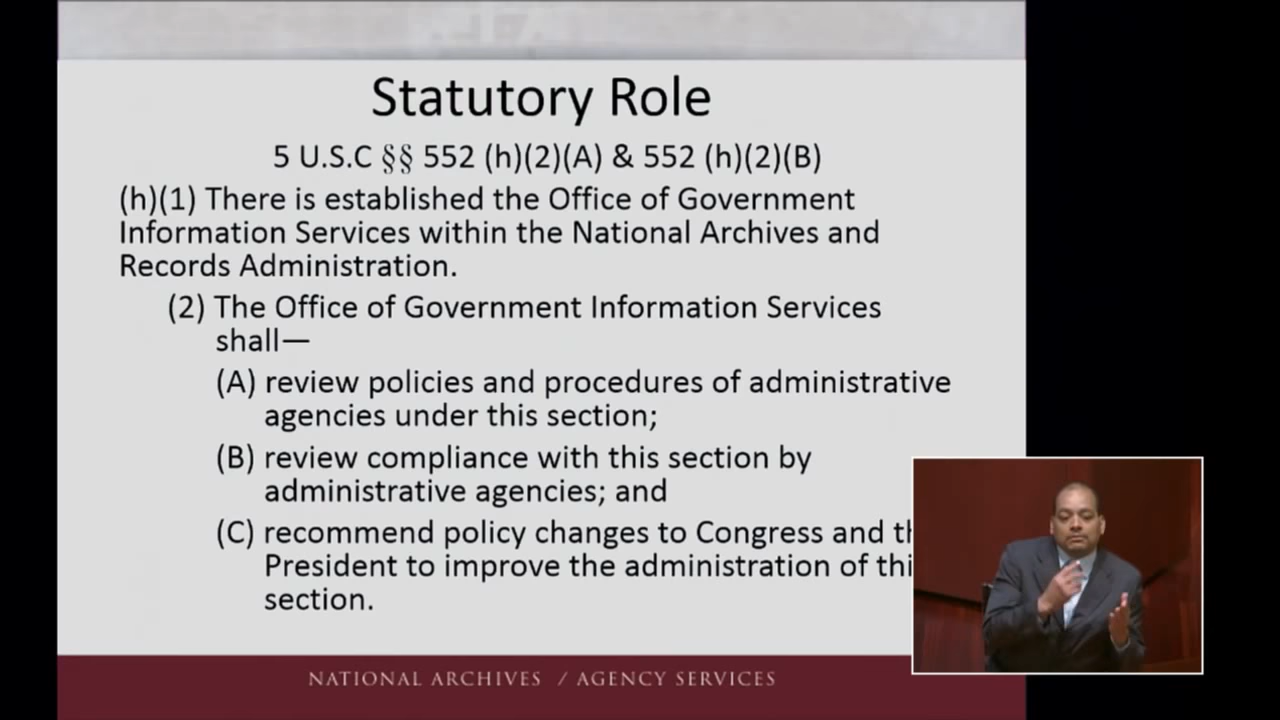 Statutory Role
5 U.S.C §§ 552 (h)(2)(A) & 552 (h)(2)(B)
(h)(1) There is established the Office of Government
Information Services within the National Archives and
Records Administration.
(2) The Office of Government Information Services
shall—
(A) review policies and procedures of administrative
agencies under this section;
(B) review compliance with this section by
administrative agencies; and
(C) recommend policy changes to Congress and th
President to improve the administration of thi
section.
NATIONAL ARCHIVES / AGENCY SERVICES